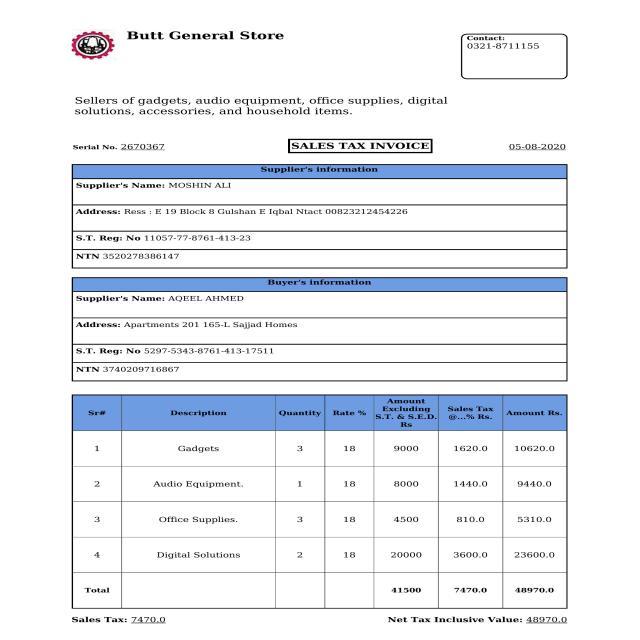 Butt General Store
Contact:
0321-8711155
Sellers of gadgets, audio equipment, office supplies, digital
solutions, accessories, and household items.
Serial No. 2670367 SALES TAX INVOICE 05-08-2020
Supplier's information
Supplier's Name: MOSHIN ALI
Address: Ress : E 19 Block 8 Gulshan E Iqbal Ntact 00823212454226
S.T. Reg: No 11057-77-8761-413-23
NTN 3520278386147
Buyer's information
Supplier's Name: AQEEL AHMED
Address: Apartments 201 165-L Sajjad Homes
S.T. Reg: No 5297-5343-8761-413-17511
NTN 3740209716867
Sr# Description Quantity Rate % Amount Excluding S.T. & S.E.D. Rs Sales Tax @...% Rs. Amount Rs.
1 Gadgets 3 18 9000 1620.0 10620.0
2 Audio Equipment. 1 18 8000 1440.0 9440.0
3 Office Supplies. 3 18 4500 810.0 5310.0
4 Digital Solutions 2 18 20000 3600.0 23600.0
Total 41500 7470.0 48970.0
Sales Tax: 7470.0 Net Tax Inclusive Value: 48970.0